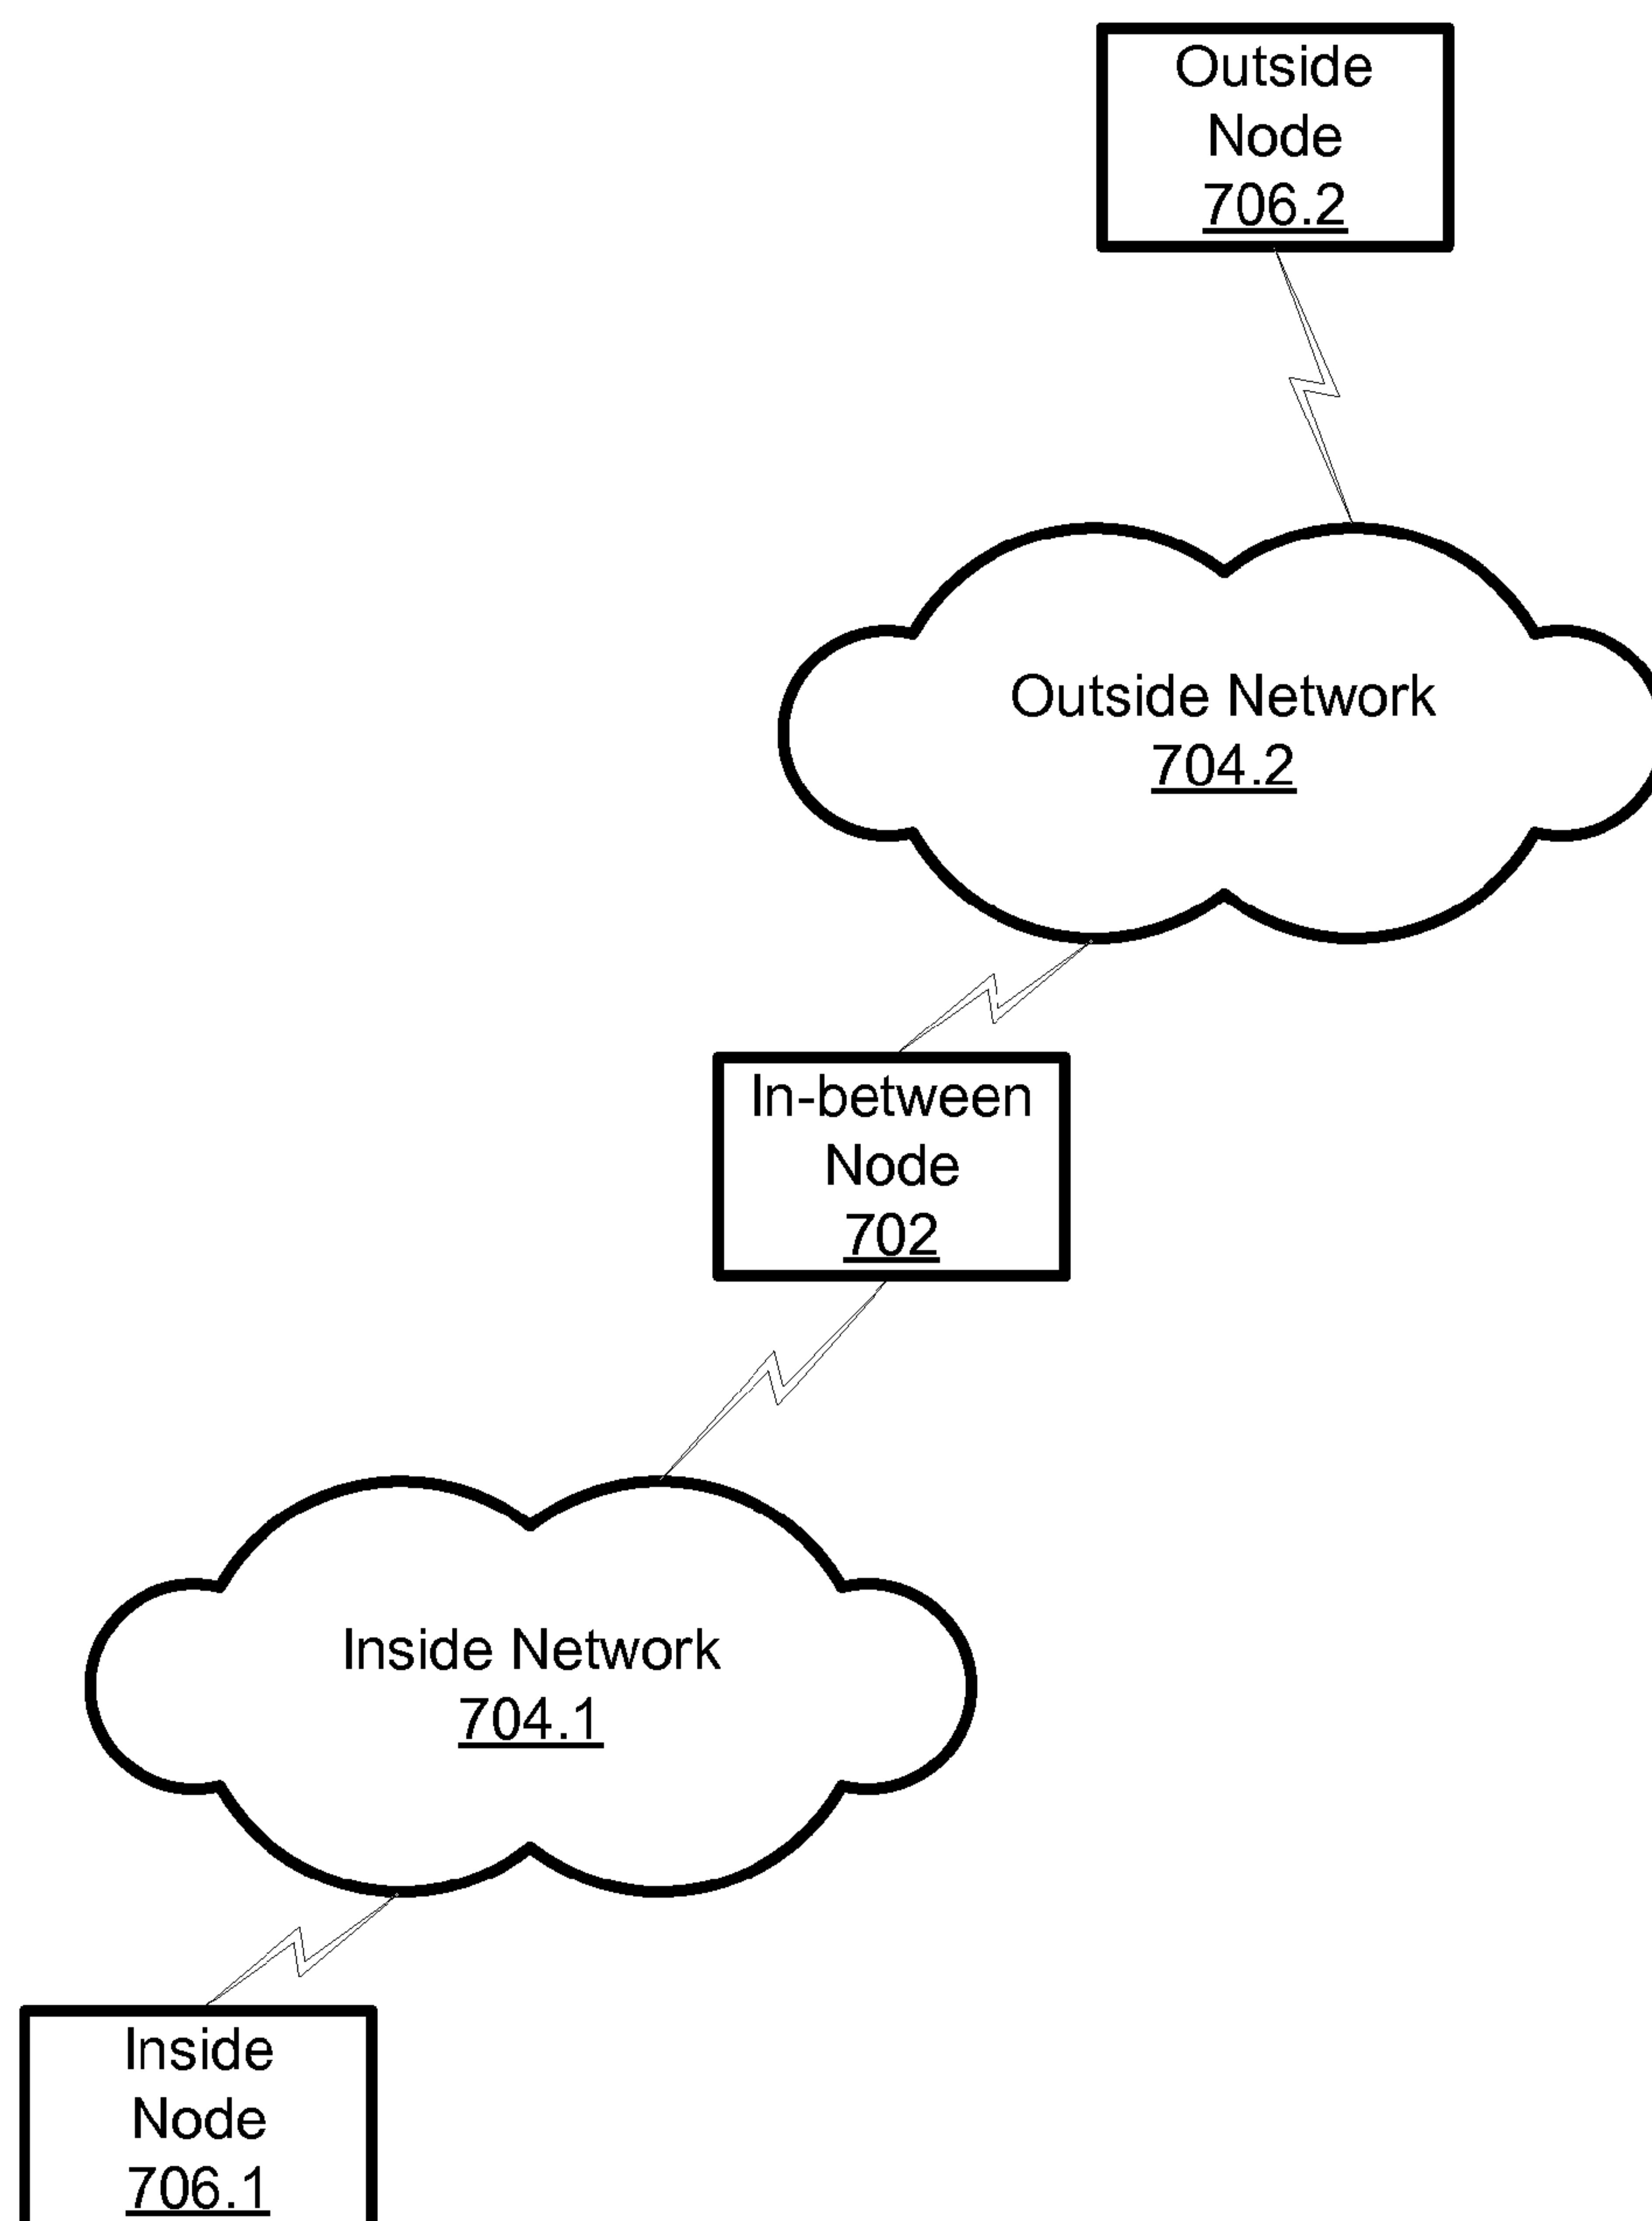 Outside
Node
706.2
Outside Network
704.2
In-between
Node
702
Inside Network
704.1
Inside
Node
706.1